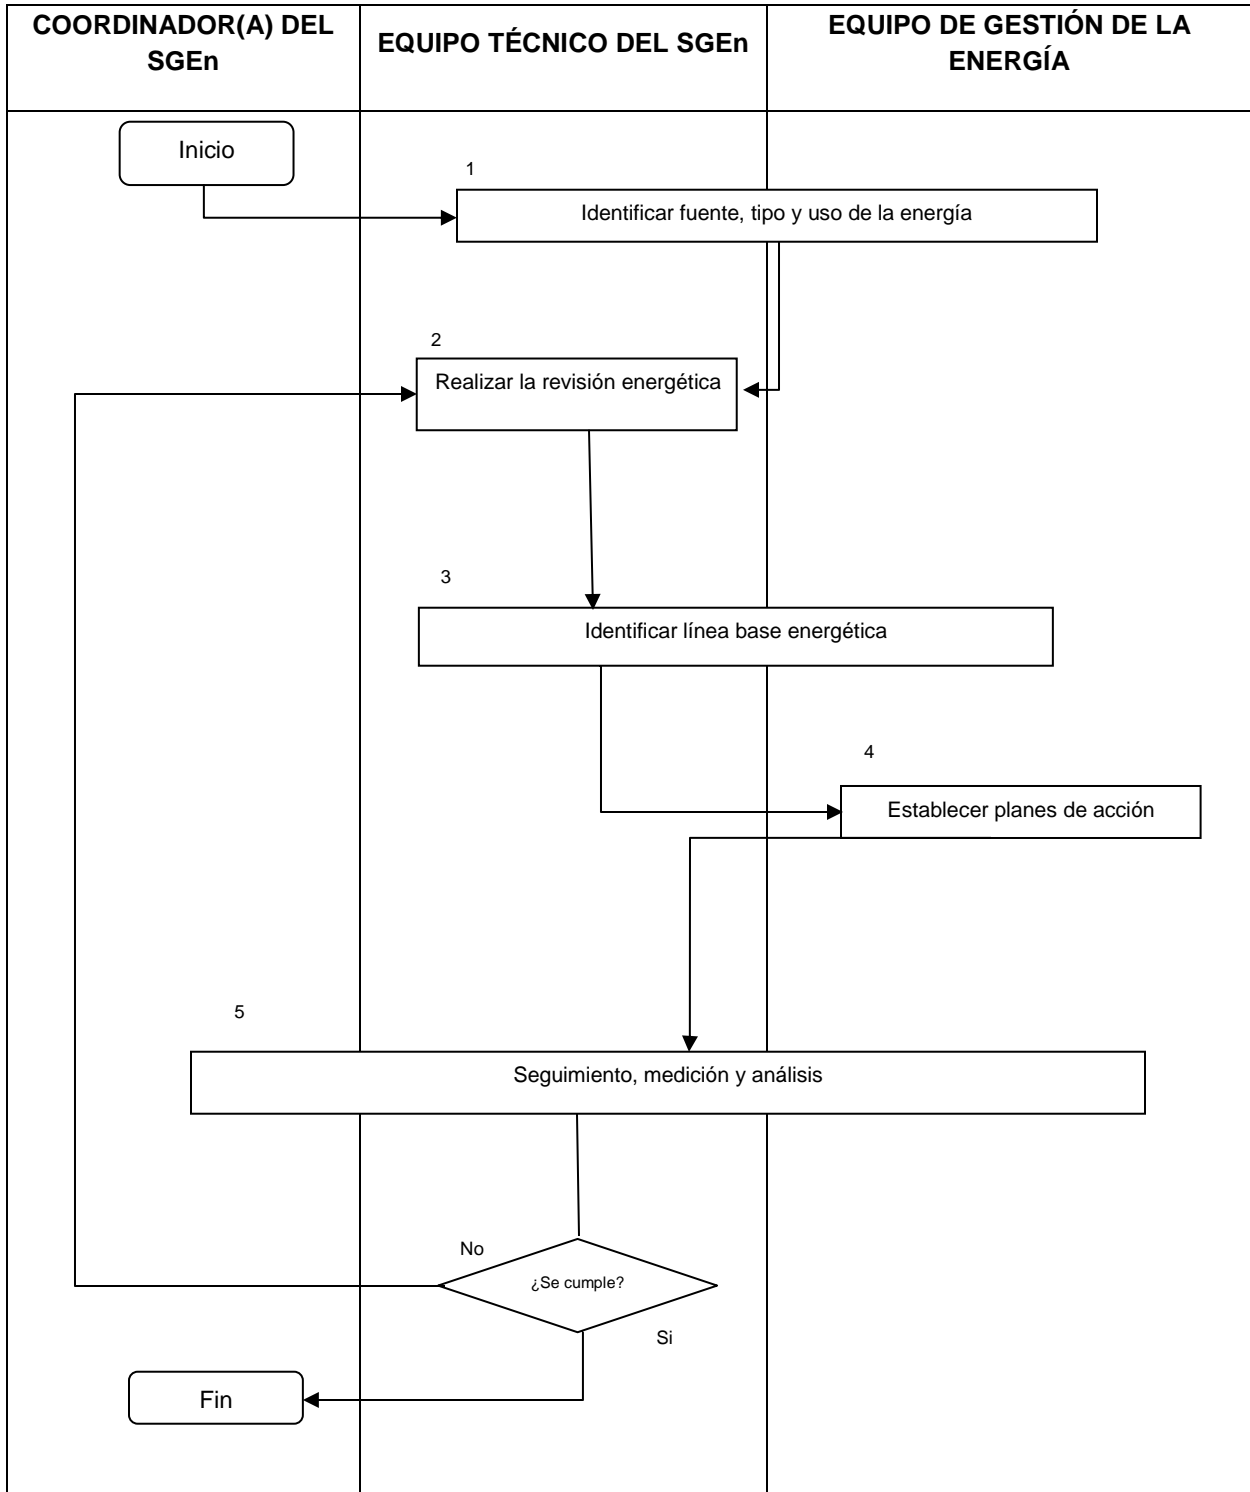 COORDINADOR(A) DEL
SGEn
EQUIPO TÉCNICO DEL SGEn
EQUIPO DE GESTIÓN DE LA
ENERGÍA
Inicio
1
Identificar fuente, tipo y uso de la energía
2
Realizar la revisión energética
3
Identificar línea base energética
4
Establecer planes de acción
5
Seguimiento, medición y análisis
No
¿Se cumple?
Si
Fin